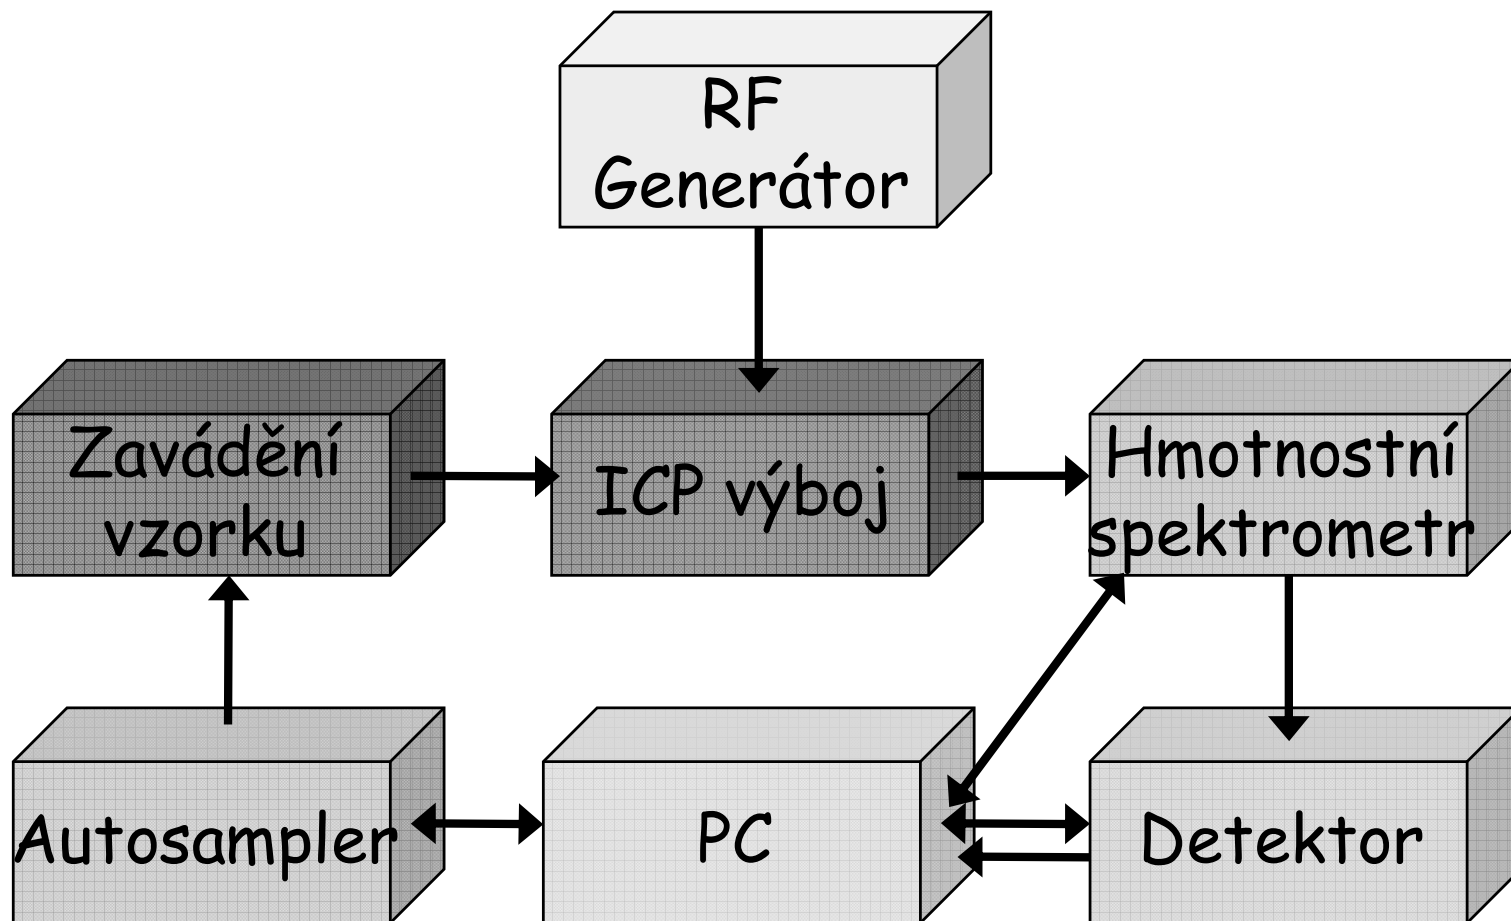 RF
Generátor
Zavádění
vzorku
ICP výboj
Hmotnostní
spektrometr
Autosampler
PC
Detektor